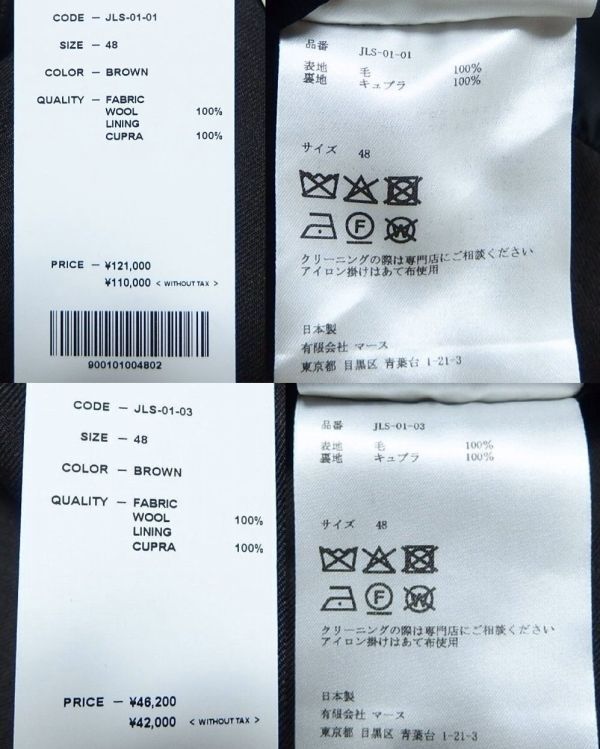 CODE — JLS-01-01
SIZE — 48
COLOR — BROWN
QUALITY — FABRIC
WOOL 100%
LINING
CUPRA 100%
PRICE — ¥121,000
¥110,000 < WITHOUT TAX >
900101004802
品番 JLS-01-01
表地 毛 100%
裏地 キュプラ 100%
サイズ 48
F
W
クリーニングの際は専門店にご相談ください
アイロン掛けはあて布使用
日本製
有限会社 マース
東京都 目黒区 青葉台 1-21-3
CODE — JLS-01-03
SIZE — 48
COLOR — BROWN
QUALITY — FABRIC
WOOL 100%
LINING
CUPRA 100%
PRICE — ¥46,200
¥42,000 < WITHOUT TAX >
品番 JLS-01-03
表地 毛 100%
裏地 キュプラ 100%
サイズ 48
F
W
クリーニングの際は専門店にご相談ください
アイロン掛けはあて布使用
日本製
有限会社 マース
東京都 目黒区 青葉台 1-21-3